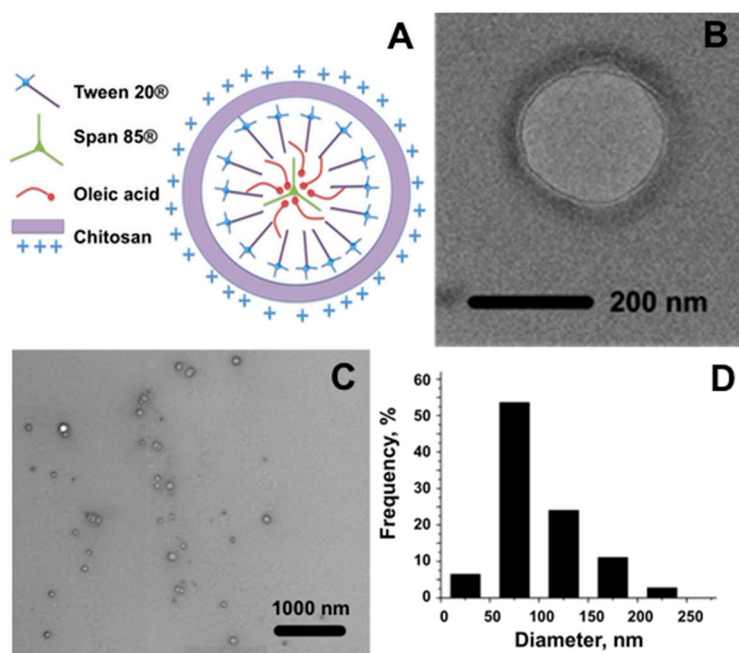 A
Tween 20®
Span 85®
Oleic acid
Chitosan
B
200 nm
C
1000 nm
D
Frequency, %
60
50
40
30
20
10
0
0 50 100 150 200 250
Diameter, nm